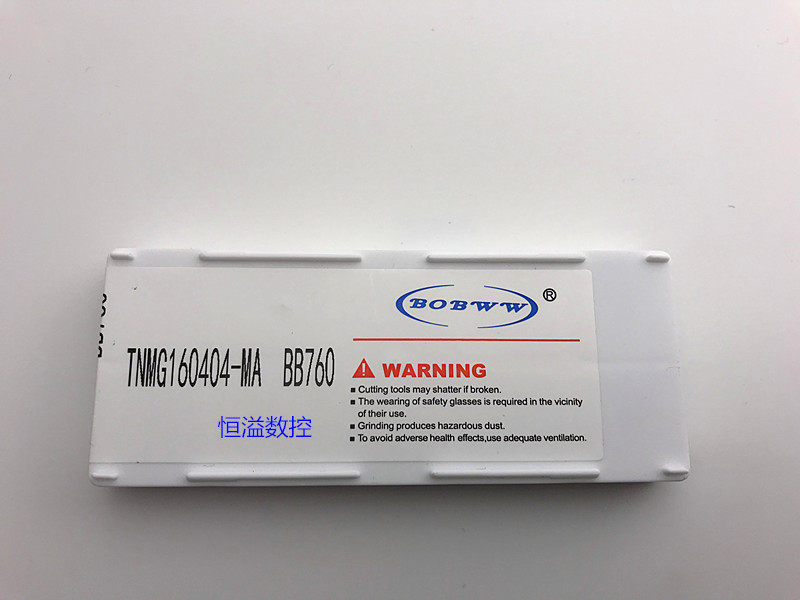 BOBWW®
TNMG160404-MA BB760
WARNING
▪ Cutting tools may shatter if broken.
▪ The wearing of safety glasses is required in the vicinity
of their use.
▪ Grinding produces hazardous dust.
▪ To avoid adverse health effects,use adequate ventilation.
恒溢数控